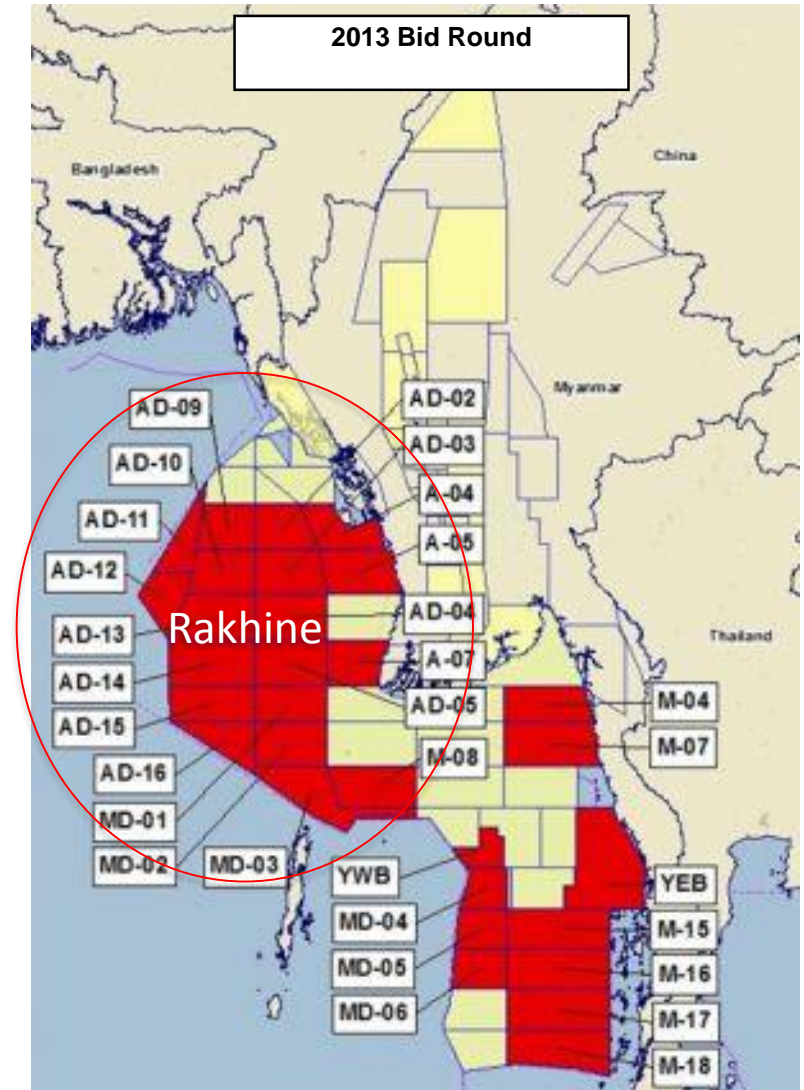 2013 Bid Round
Bangladesh
China
Myanmar
AD-09
AD-02
AD-10
AD-03
AD-11
A-04
A-05
AD-12
AD-13
Rakhine
AD-04
Thailand
AD-14
A-07
AD-15
AD-05
M-04
AD-16
M-08
M-07
MD-01
MD-02
MD-03
YWB
YEB
MD-04
M-15
MD-05
M-16
MD-06
M-17
M-18